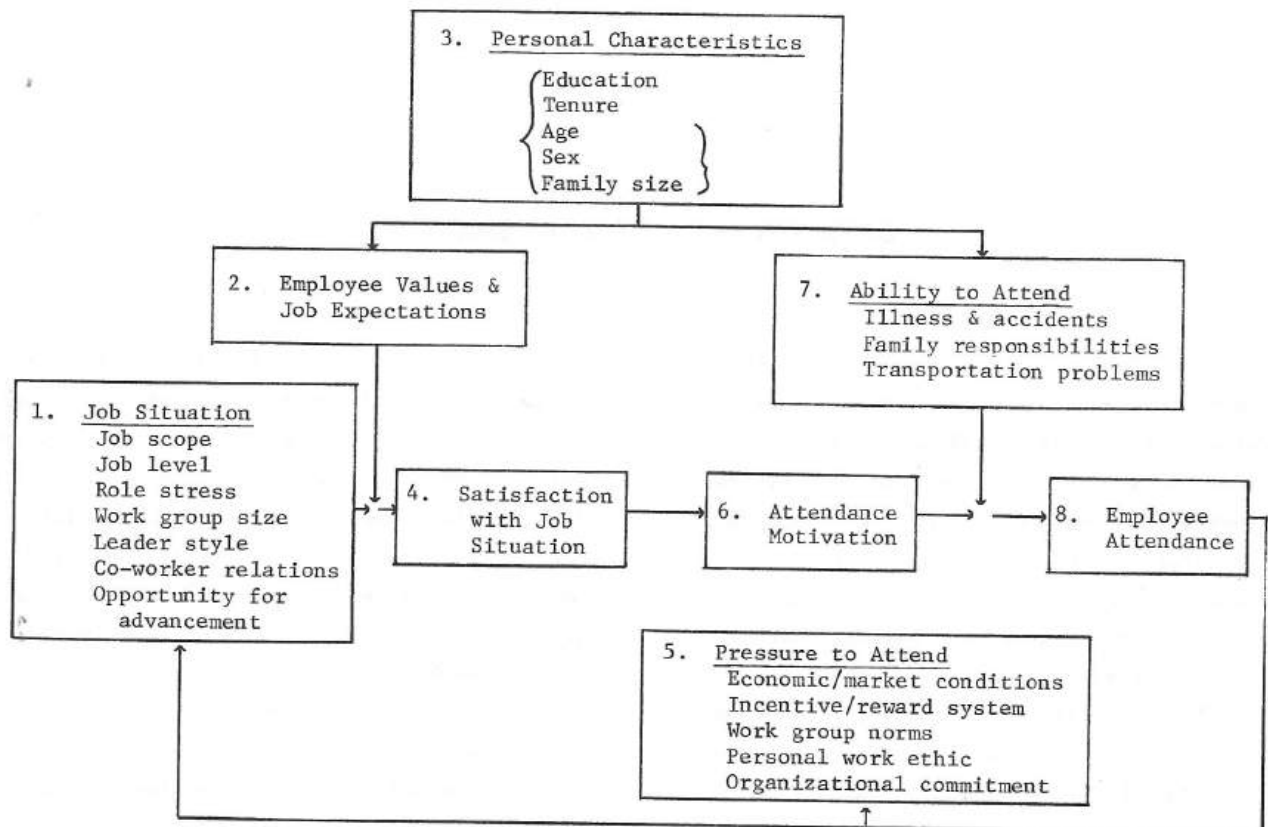 3. Personal Characteristics
Education
Tenure
Age
Sex
Family size
2. Employee Values &
Job Expectations
7. Ability to Attend
Illness & accidents
Family responsibilities
Transportation problems
1. Job Situation
Job scope
Job level
Role stress
Work group size
Leader style
Co-worker relations
Opportunity for
advancement
4. Satisfaction
with Job
Situation
6. Attendance
Motivation
8. Employee
Attendance
5. Pressure to Attend
Economic/market conditions
Incentive/reward system
Work group norms
Personal work ethic
Organizational commitment